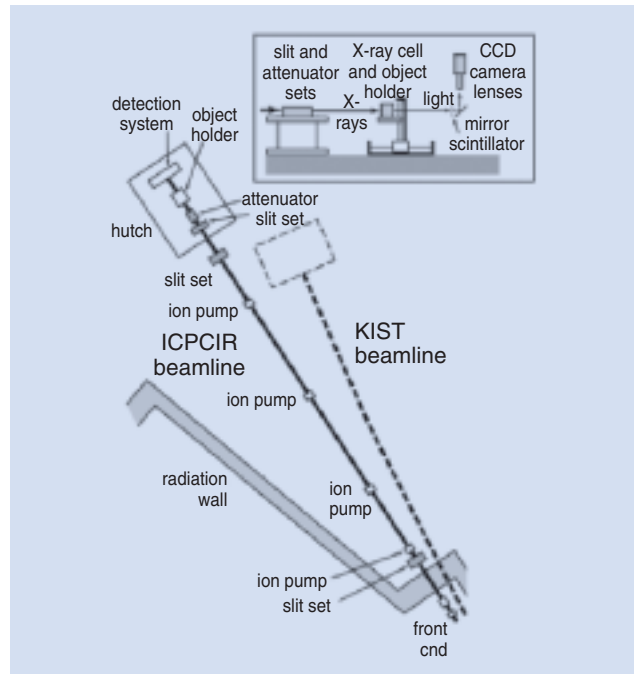 slit and
attenuator
sets
X-ray cell
and object
holder
CCD
camera
lenses
X-
rays
light
mirror
scintillator
detection
system
object
holder
attenuator
slit set
hutch
slit set
ion pump
ICPCIR
beamline
KIST
beamline
ion pump
radiation
wall
ion
pump
ion pump
slit set
front
cnd